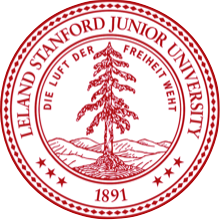 LELAND STANFORD JUNIOR UNIVERSITY
DIE LUFT DER FREIHEIT WEHT
1891